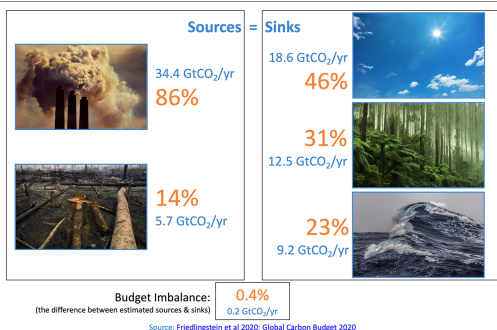 Sources = Sinks
34.4 GtCO₂/yr
86%
14%
5.7 GtCO₂/yr
18.6 GtCO₂/yr
46%
31%
12.5 GtCO₂/yr
23%
9.2 GtCO₂/yr
Budget Imbalance:
(the difference between estimated sources & sinks)
0.4%
0.2 GtCO₂/yr
Source: Friedlingstein et al 2020; Global Carbon Budget 2020